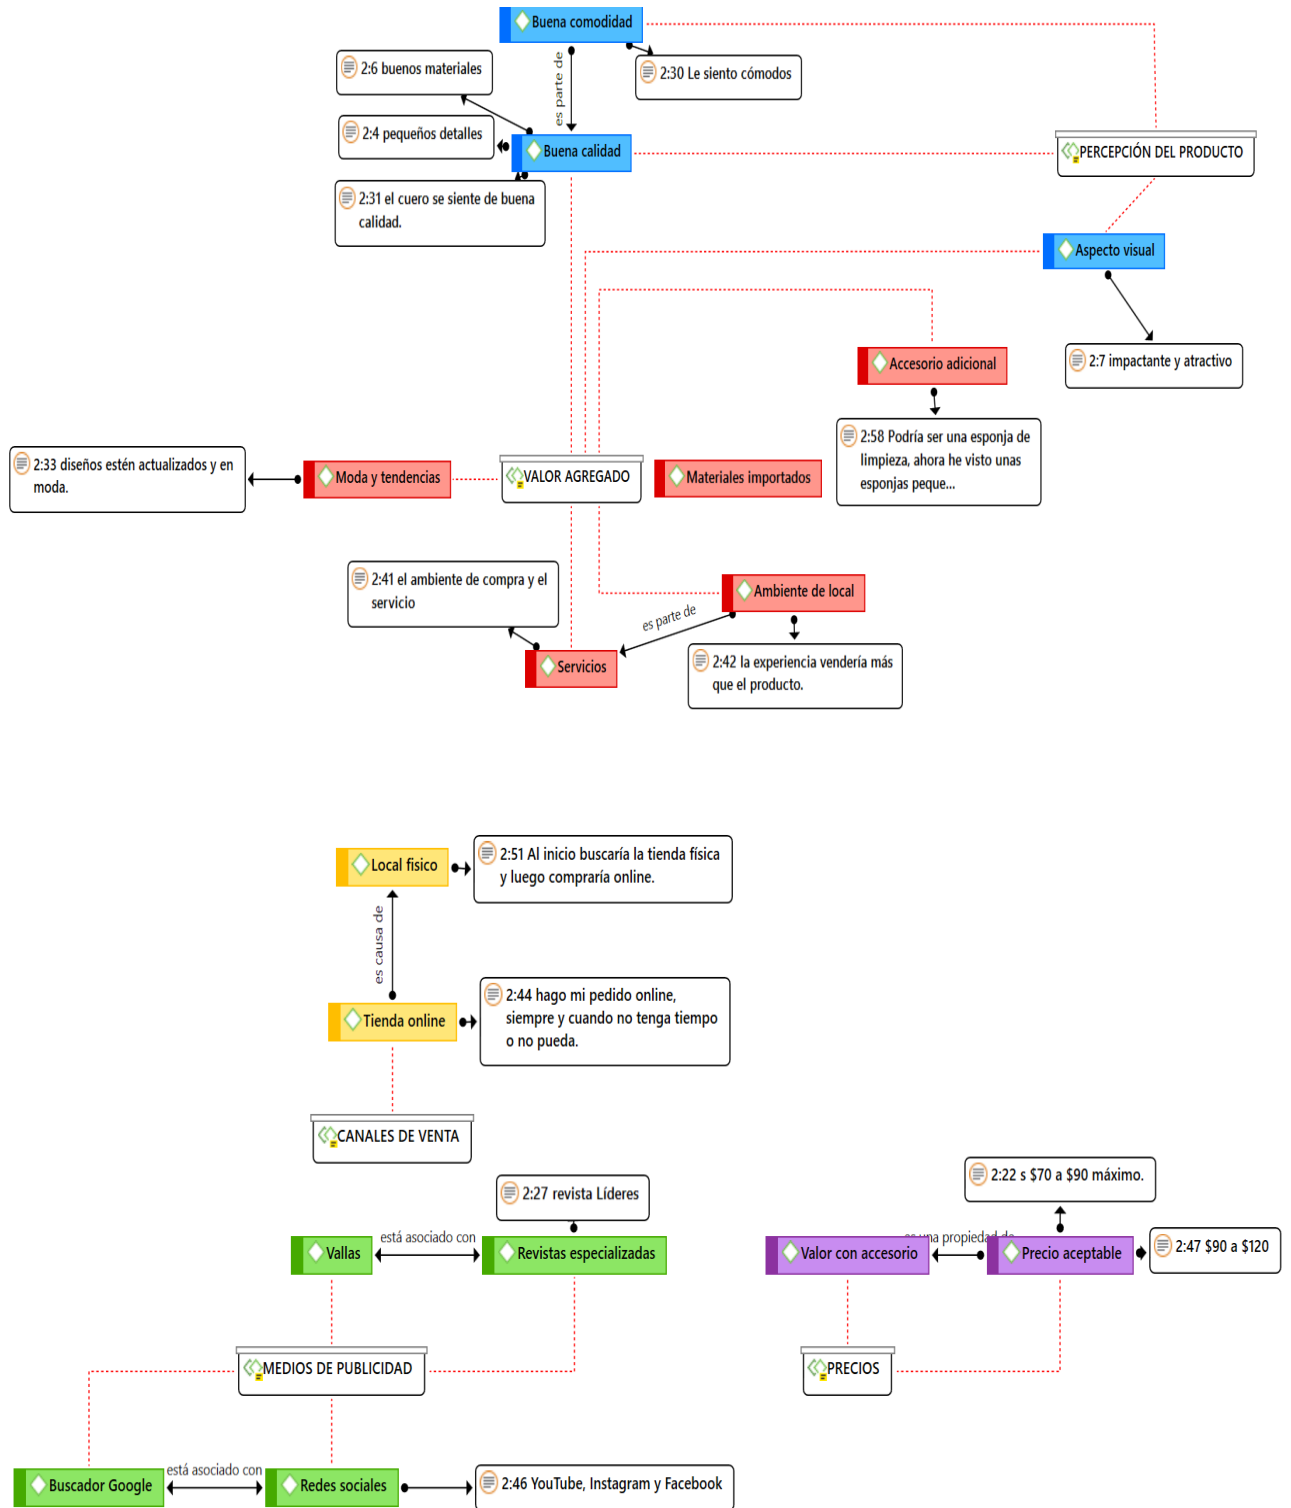 Buena comodidad
2:6 buenos materiales
es parte de
2:30 Le siento cómodos
2:4 pequeños detalles
Buena calidad
PERCEPCIÓN DEL PRODUCTO
2:31 el cuero se siente de buena
calidad.
Aspecto visual
2:7 impactante y atractivo
Accesorio adicional
2:58 Podría ser una esponja de
limpieza, ahora he visto unas
esponjas peque...
2:33 diseños estén actualizados y en
moda.
Moda y tendencias
VALOR AGREGADO
Materiales importados
2:41 el ambiente de compra y el
servicio
Ambiente de local
es parte de
Servicios
2:42 la experiencia vendería más
que el producto.
Local físico
2:51 Al inicio buscaría la tienda física
y luego compraría online.
es causa de
Tienda online
2:44 hago mi pedido online,
siempre y cuando no tenga tiempo
o no pueda.
CANALES DE VENTA
2:27 revista Líderes
2:22 s $70 a $90 máximo.
Vallas
está asociado con
Revistas especializadas
Valor con accesorio
es una propiedad de
Precio aceptable
2:47 $90 a $120
MEDIOS DE PUBLICIDAD
PRECIOS
Buscador Google
está asociado con
Redes sociales
2:46 YouTube, Instagram y Facebook